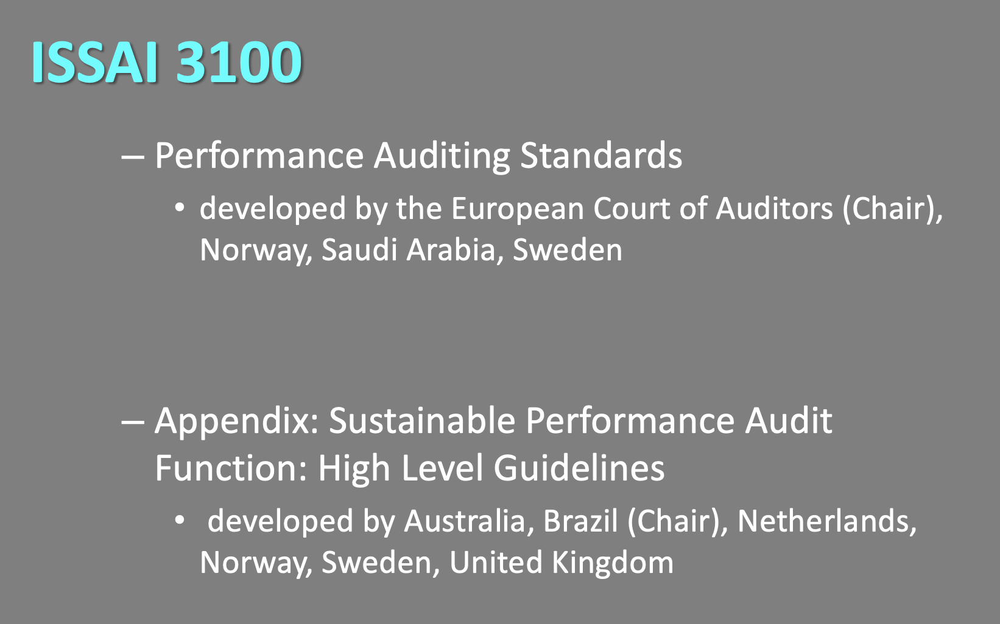 ISSAI 3100
– Performance Auditing Standards
• developed by the European Court of Auditors (Chair),
Norway, Saudi Arabia, Sweden
– Appendix: Sustainable Performance Audit
Function: High Level Guidelines
• developed by Australia, Brazil (Chair), Netherlands,
Norway, Sweden, United Kingdom